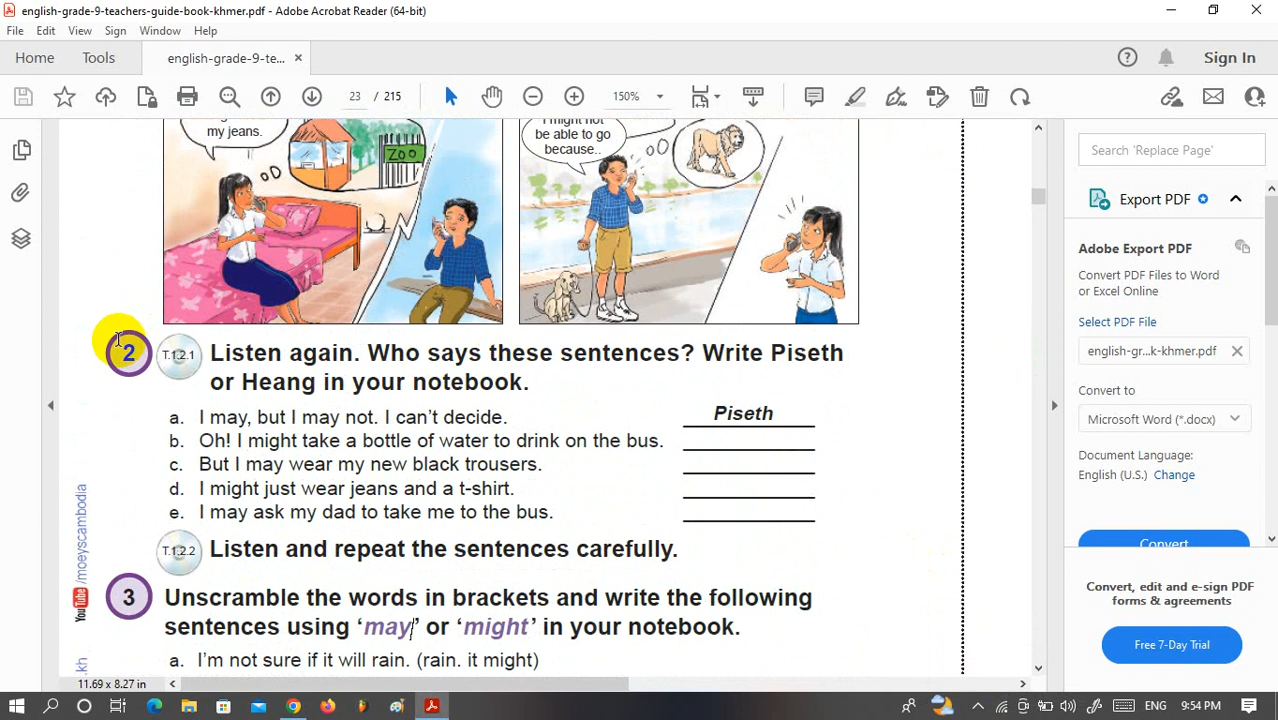 english-grade-9-teachers-guide-book-khmer.pdf - Adobe Acrobat Reader (64-bit)
File Edit View Sign Window Help
Home Tools english-grade-9-te... × Sign In
23 / 215 150%
my jeans.
ZOO
I might not
be able to go
because..
2 T.1.2.1 Listen again. Who says these sentences? Write Piseth
or Heang in your notebook.
a. I may, but I may not. I can't decide. Piseth
b. Oh! I might take a bottle of water to drink on the bus.
c. But I may wear my new black trousers.
d. I might just wear jeans and a t-shirt.
e. I may ask my dad to take me to the bus.
T.1.2.2 Listen and repeat the sentences carefully.
3 Unscramble the words in brackets and write the following
sentences using ‘may’ or ‘might’ in your notebook.
a. I'm not sure if it will rain. (rain. it might)
YouTube /moeyscambodia
.kh
11.69 x 8.27 in
Search 'Replace Page'
Export PDF
Adobe Export PDF
Convert PDF Files to Word
or Excel Online
Select PDF File
english-gr...k-khmer.pdf
Convert to
Microsoft Word (*.docx)
Document Language:
English (U.S.) Change
Convert
Convert, edit and e-sign PDF
forms & agreements
Free 7-Day Trial
ENG 9:54 PM